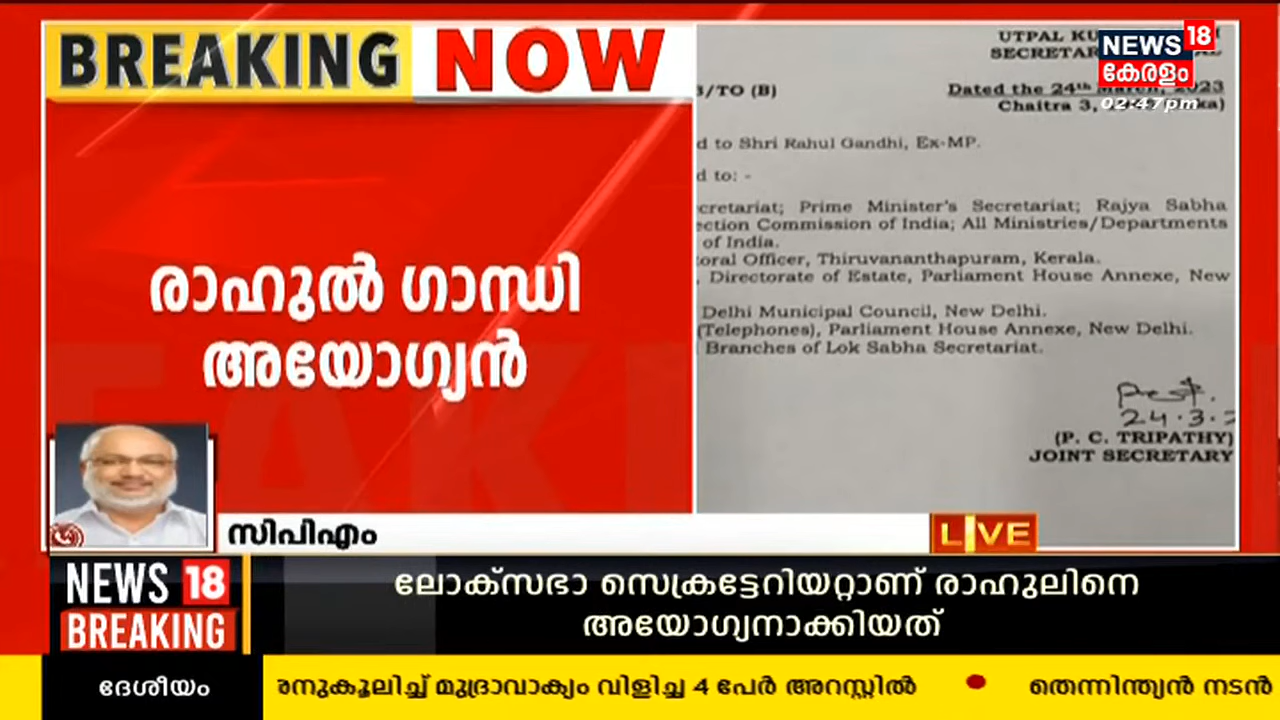 BREAKING NOW
രാഹുൽ ഗാന്ധി
അയോഗ്യൻ
UTPAL
NEWS 18
കേരളം
02:47pm
/TO (B)
Dated the 24th March, 2023
Chaitra 3,
to Shri Rahul Gandhi, Ex-MP.
to: -
Prime Minister's Secretariat; Rajya Sabha
Commission of India; All Ministries/Departments
of India.
Officer, Thiruvananthapuram, Kerala.
Directorate of Estate, Parliament House Annexe, New
Delhi Municipal Council, New Delhi.
(Telephones), Parliament House Annexe, New Delhi.
Branches of Lok Sabha Secretariat.
24.3.
(P. C. TRIPATHY)
JOINT SECRETARY
സിപിഎം
LIVE
NEWS 18
BREAKING
ലോക്സഭാ സെക്രട്ടേറിയറ്റാണ് രാഹുലിനെ
അയോഗ്യനാക്കിയത്
ദേശീയം
മുദ്രാവാക്യം വിളിച്ച 4 പേർ അറസ്റ്റിൽ • തെന്നിന്ത്യൻ നടൻ